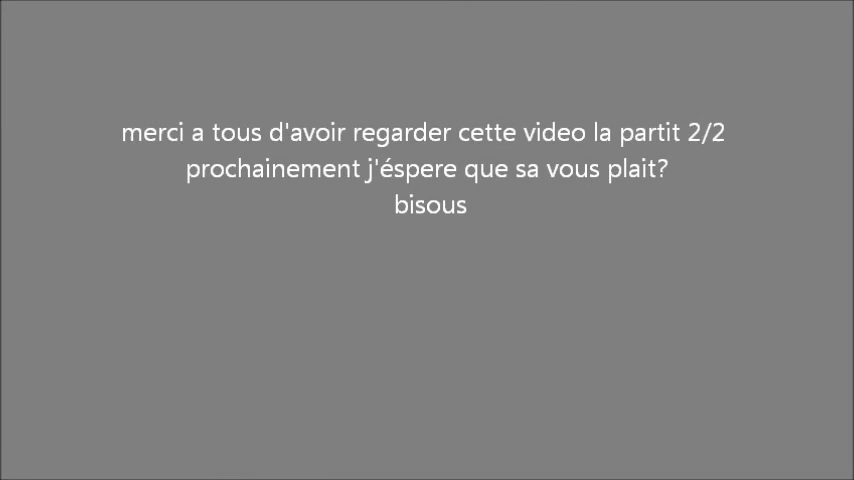 merci a tous d'avoir regarder cette video la partit 2/2
prochainement j'éspere que sa vous plait?
bisous